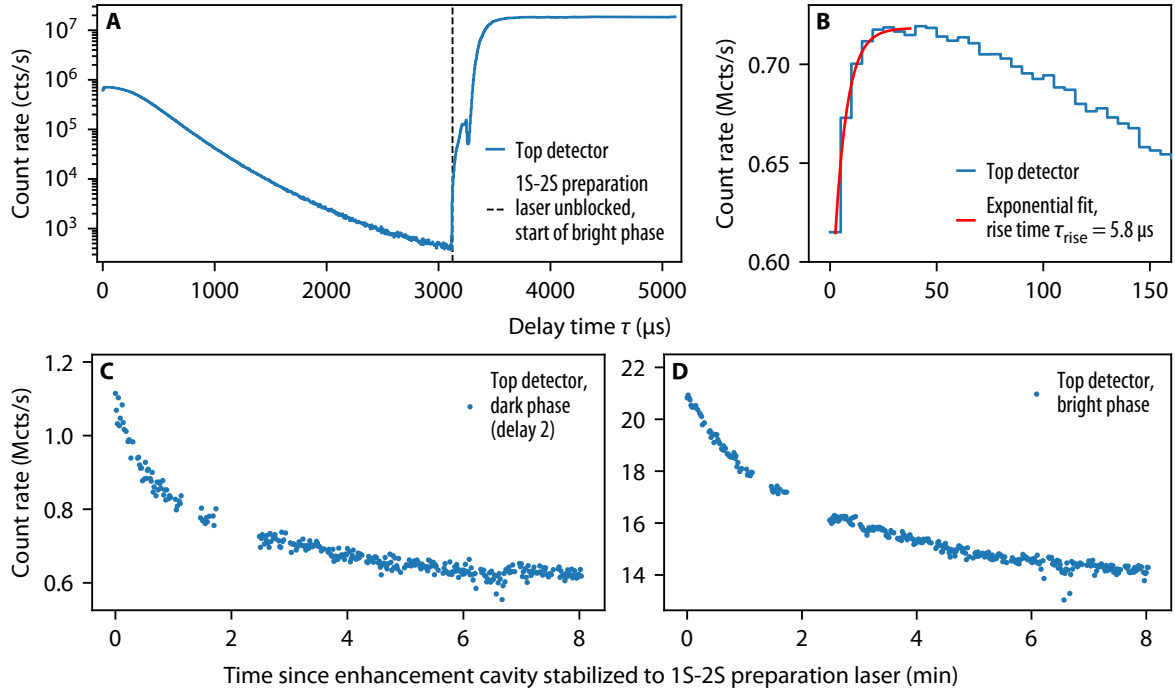 A
10⁷
10⁶
10⁵
10⁴
10³
Count rate (cts/s)
Top detector
1S-2S preparation
laser unblocked,
start of bright phase
0
1000
2000
3000
4000
5000
Delay time τ (μs)
B
0.70
0.65
0.60
Count rate (Mcts/s)
Top detector
Exponential fit,
rise time τrise = 5.8 μs
0
50
100
150
C
1.2
1.0
0.8
0.6
Count rate (Mcts/s)
Top detector,
dark phase
(delay 2)
0
2
4
6
8
D
22
20
18
16
14
Top detector,
bright phase
0
2
4
6
8
Time since enhancement cavity stabilized to 1S-2S preparation laser (min)